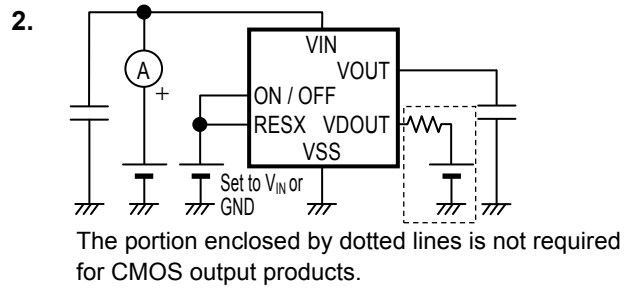 2.
VIN
VOUT
A
+
ON / OFF
RESX VDOUT
VSS
Set to VIN or
GND
The portion enclosed by dotted lines is not required
for CMOS output products.